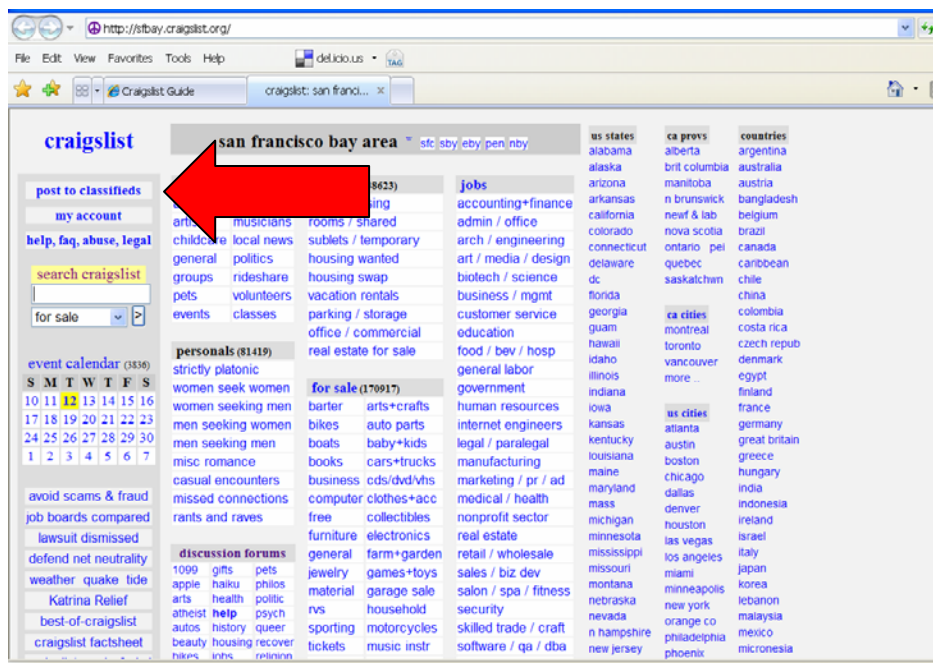 http://sfbay.craigslist.org/
File Edit View Favorites Tools Help del.icio.us TAG
Craigslist Guide craigslist: san franci... x
craigslist
post to classifieds
my account
help, faq, abuse, legal
search craigslist
for sale >
event calendar (3836)
S M T W T F S
10 11 12 13 14 15 16
17 18 19 20 21 22 23
24 25 26 27 28 29 30
1 2 3 4 5 6 7
avoid scams & fraud
job boards compared
lawsuit dismissed
defend net neutrality
weather quake tide
Katrina Relief
best-of-craigslist
craigslist factsheet
san francisco bay area sfc sby eby pen nby
musicians
childcare local news
general politics
groups rideshare
pets volunteers
events classes
personals (81419)
strictly platonic
women seek women
women seeking men
men seeking women
men seeking men
misc romance
casual encounters
missed connections
rants and raves
discussion forums
1099 gifts pets
apple haiku philos
arts health politic
atheist help psych
autos history queer
beauty housing recover
bikes jobs religion
rooms / shared
sublets / temporary
housing wanted
housing swap
vacation rentals
parking / storage
office / commercial
real estate for sale
for sale (170917)
barter arts+crafts
bikes auto parts
boats baby+kids
books cars+trucks
business cds/dvd/vhs
computer clothes+acc
free collectibles
furniture electronics
general farm+garden
jewelry games+toys
material garage sale
rvs household
sporting motorcycles
tickets music instr
jobs
accounting+finance
admin / office
arch / engineering
art / media / design
biotech / science
business / mgmt
customer service
education
food / bev / hosp
general labor
government
human resources
internet engineers
legal / paralegal
manufacturing
marketing / pr / ad
medical / health
nonprofit sector
real estate
retail / wholesale
sales / biz dev
salon / spa / fitness
security
skilled trade / craft
software / qa / dba
us states
alabama
alaska
arizona
arkansas
california
colorado
connecticut
delaware
dc
florida
georgia
guam
hawaii
idaho
illinois
indiana
iowa
kansas
kentucky
louisiana
maine
maryland
mass
michigan
minnesota
mississippi
missouri
montana
nebraska
nevada
n hampshire
new jersey
ca provs
alberta
brit columbia
manitoba
n brunswick
newf & lab
nova scotia
ontario pei
quebec
saskatchwn
ca cities
montreal
toronto
vancouver
more ..
us cities
atlanta
austin
boston
chicago
dallas
denver
houston
las vegas
los angeles
miami
minneapolis
new york
orange co
philadelphia
phoenix
countries
argentina
australia
austria
bangladesh
belgium
brazil
canada
caribbean
chile
china
colombia
costa rica
czech repub
denmark
egypt
finland
france
germany
great britain
greece
hungary
india
indonesia
ireland
israel
italy
japan
korea
lebanon
malaysia
mexico
micronesia